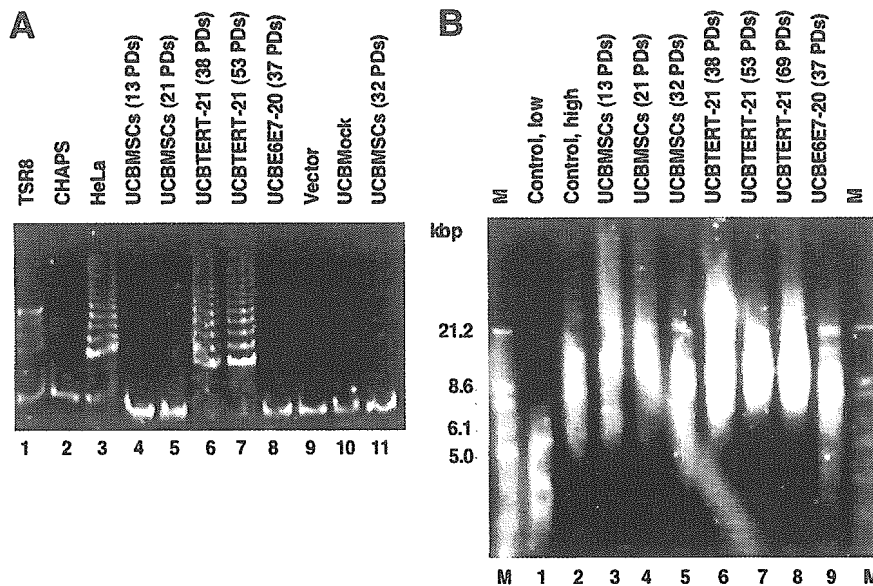 A
TSR8
CHAPS
HeLa
UCBMSCs (13 PDs)
UCBMSCs (21 PDs)
UCBTERT-21 (38 PDs)
UCBTERT-21 (53 PDs)
UCBE6E7-20 (37 PDs)
Vector
UCBMock
UCBMSCs (32 PDs)
1 2 3 4 5 6 7 8 9 10 11
B
M
Control, low
Control, high
UCBMSCs (13 PDs)
UCBMSCs (21 PDs)
UCBMSCs (32 PDs)
UCBTERT-21 (38 PDs)
UCBTERT-21 (53 PDs)
UCBTERT-21 (69 PDs)
UCBE6E7-20 (37 PDs)
M
kbp
21.2
8.6
6.1
5.0
M 1 2 3 4 5 6 7 8 9 M